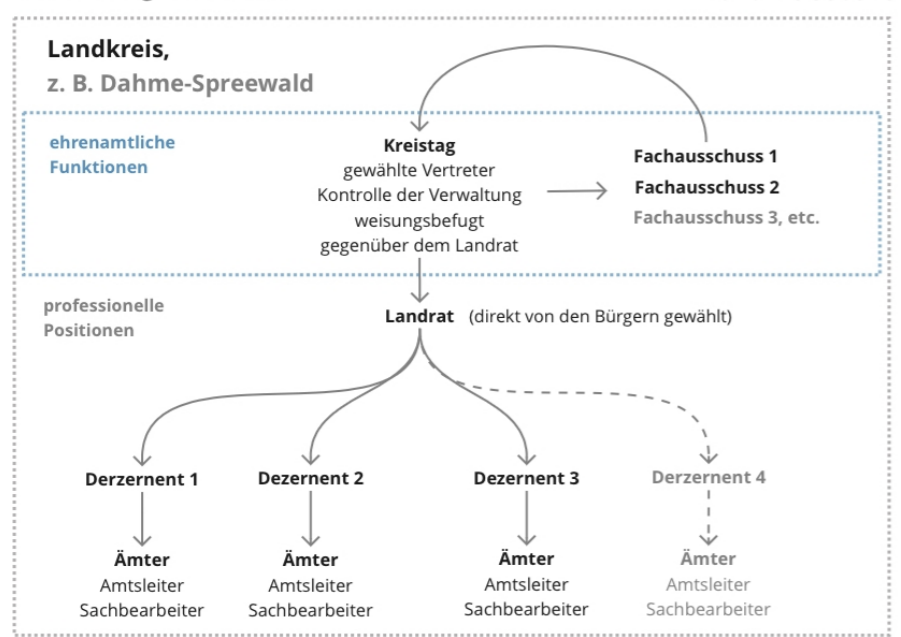 Landkreis,
z. B. Dahme-Spreewald
ehrenamtliche
Funktionen
Kreistag
gewählte Vertreter
Kontrolle der Verwaltung
weisungsbefugt
gegenüber dem Landrat
Fachausschuss 1
Fachausschuss 2
Fachausschuss 3, etc.
professionelle
Positionen
Landrat (direkt von den Bürgern gewählt)
Derzernent 1
Dezernent 2
Dezernent 3
Derzernent 4
Ämter
Amtsleiter
Sachbearbeiter
Ämter
Amtsleiter
Sachbearbeiter
Ämter
Amtsleiter
Sachbearbeiter
Ämter
Amtsleiter
Sachbearbeiter